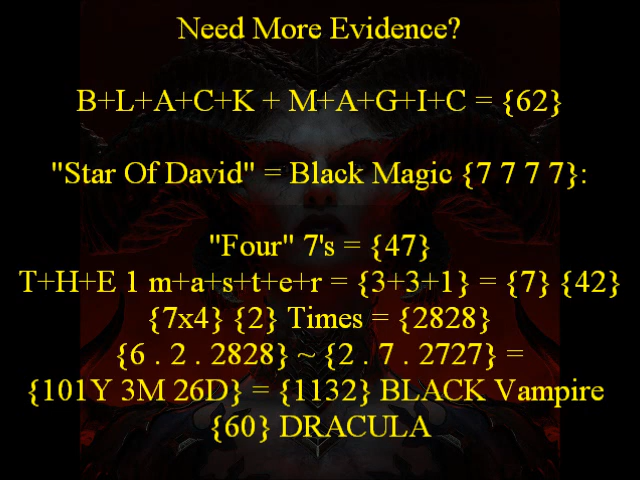 Need More Evidence?
B+L+A+C+K + M+A+G+I+C = {62}
"Star Of David" = Black Magic {7 7 7 7}:
"Four" 7's = {47}
T+H+E 1 m+a+s+t+e+r = {3+3+1} = {7} {42}
{7x4} {2} Times = {2828}
{6 . 2 . 2828} ~ {2 . 7 . 2727} =
{101Y 3M 26D} = {1132} BLACK Vampire
{60} DRACULA